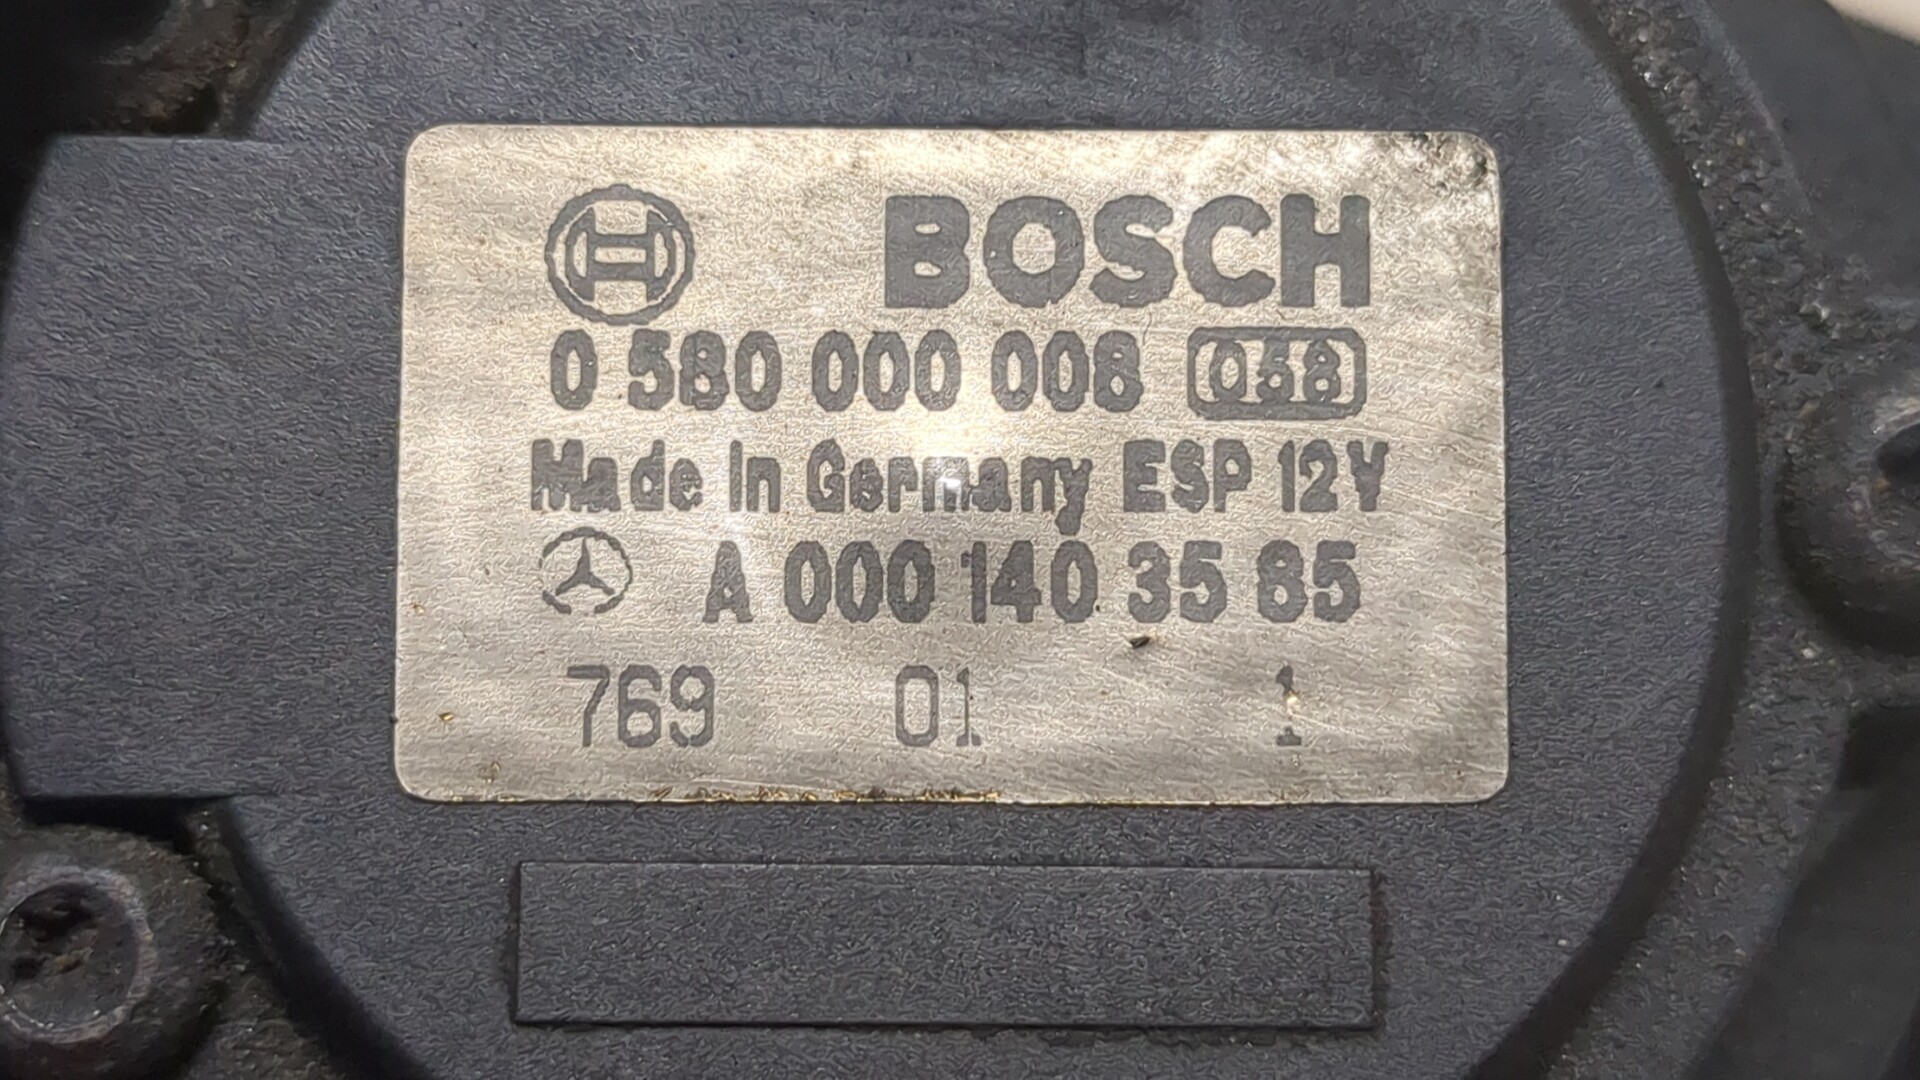 BOSCH
0 580 000 008 058
Made in Germany ESP 12V
A 000 140 35 85
769 01 1